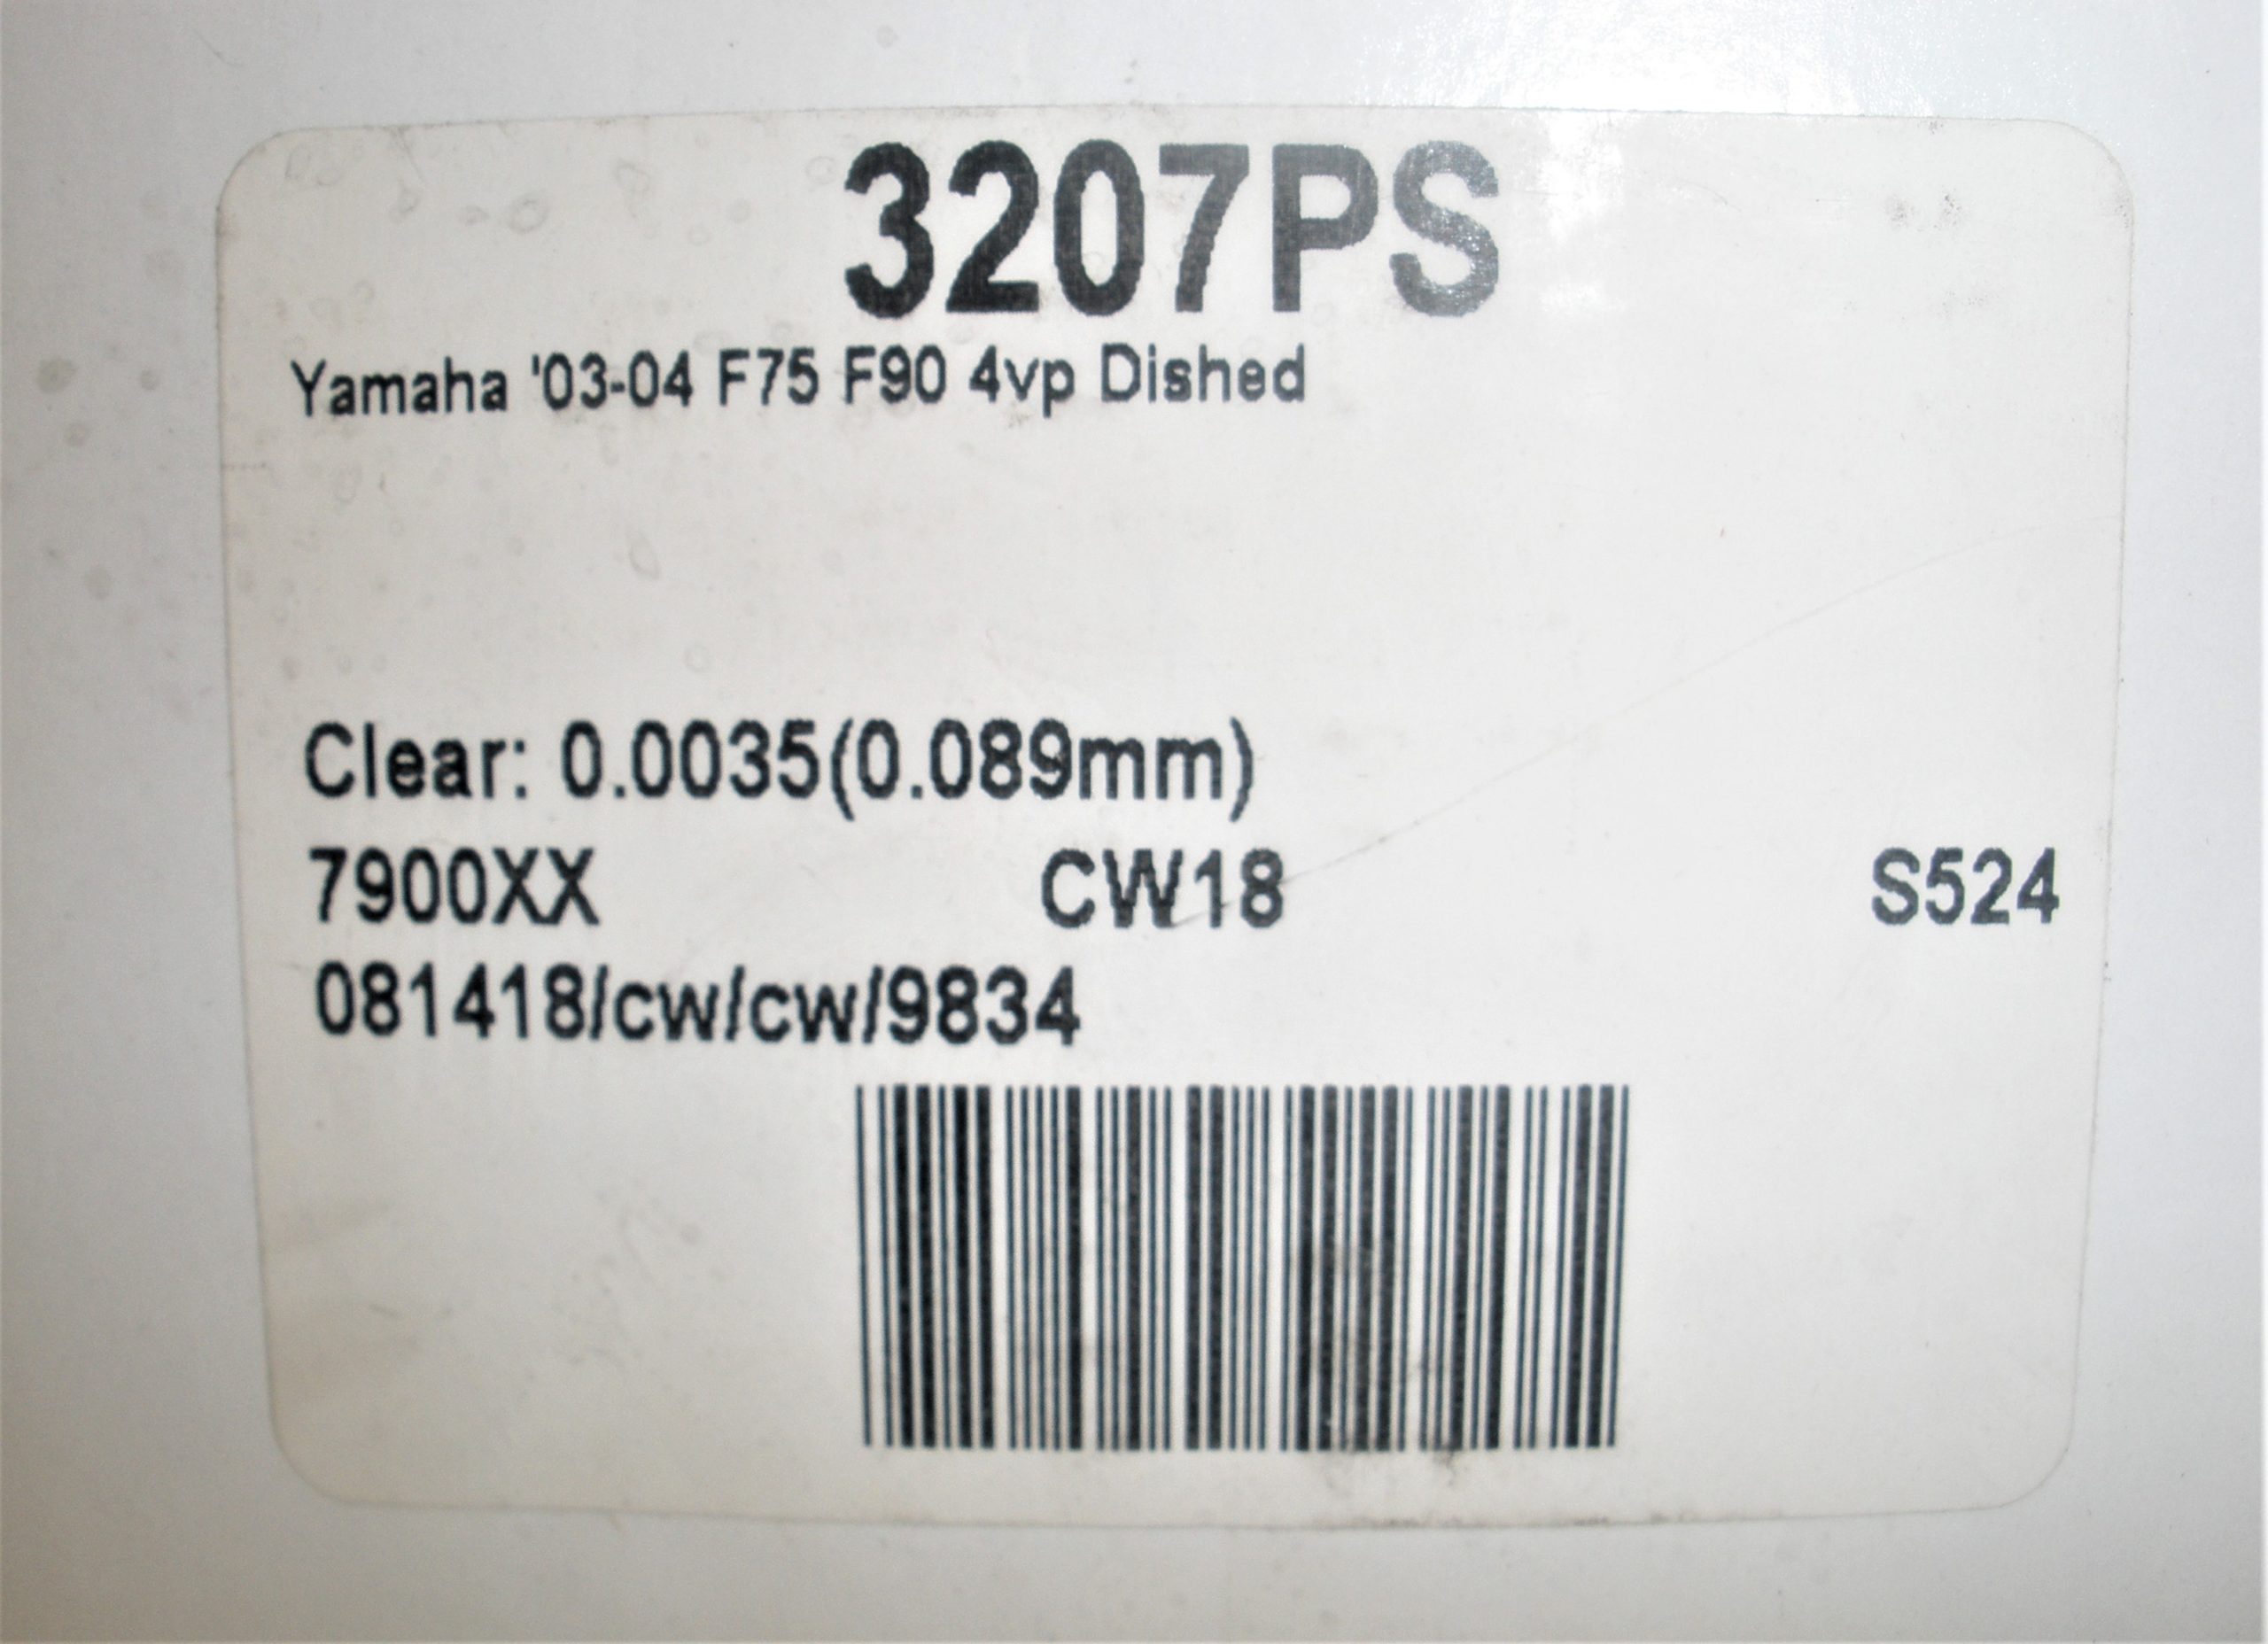 3207PS
Yamaha '03-04 F75 F90 4vp Dished
Clear: 0.0035(0.089mm)
7900XX CW18 S524
081418/cw/cw/9834